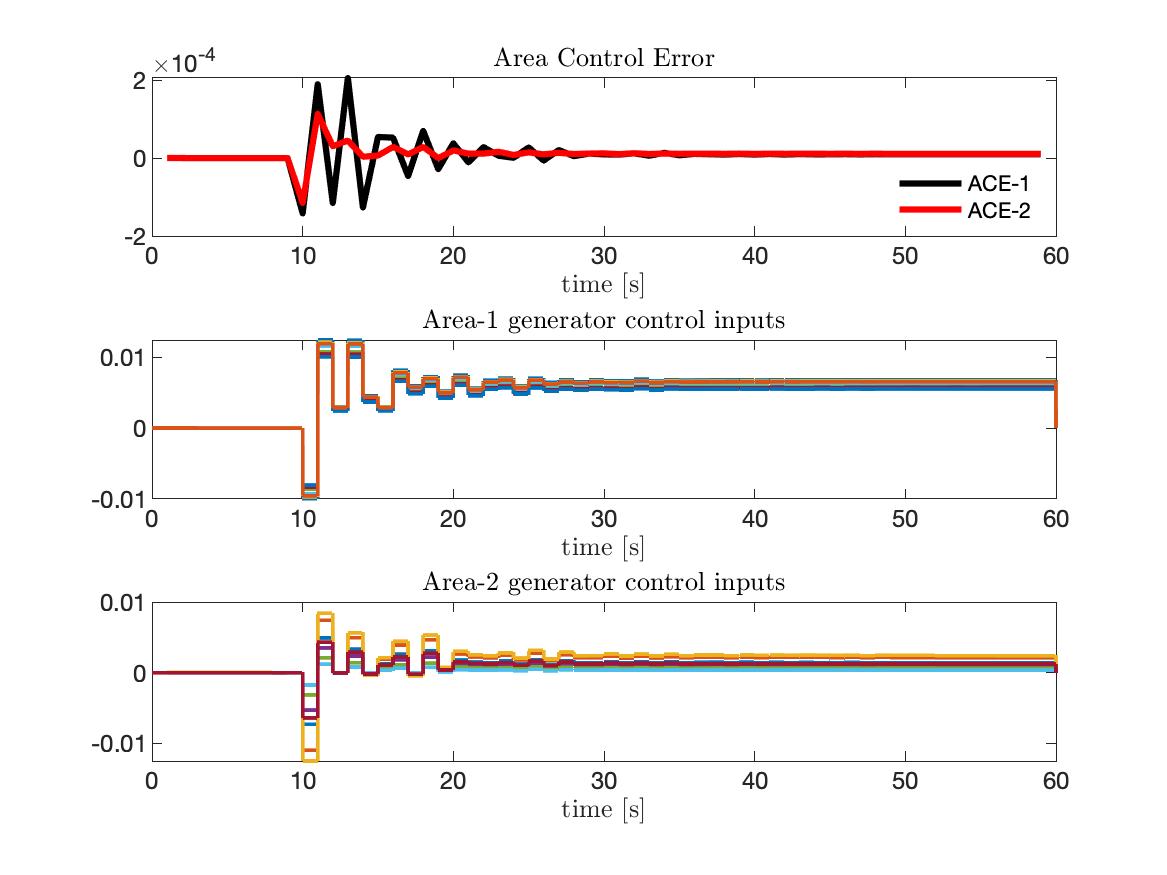 Area Control Error
×10-4
2
0
-2
ACE-1
ACE-2
0 10 20 30 40 50 60
time [s]
Area-1 generator control inputs
0.01
0
-0.01
0 10 20 30 40 50 60
time [s]
Area-2 generator control inputs
0.01
0
-0.01
0 10 20 30 40 50 60
time [s]